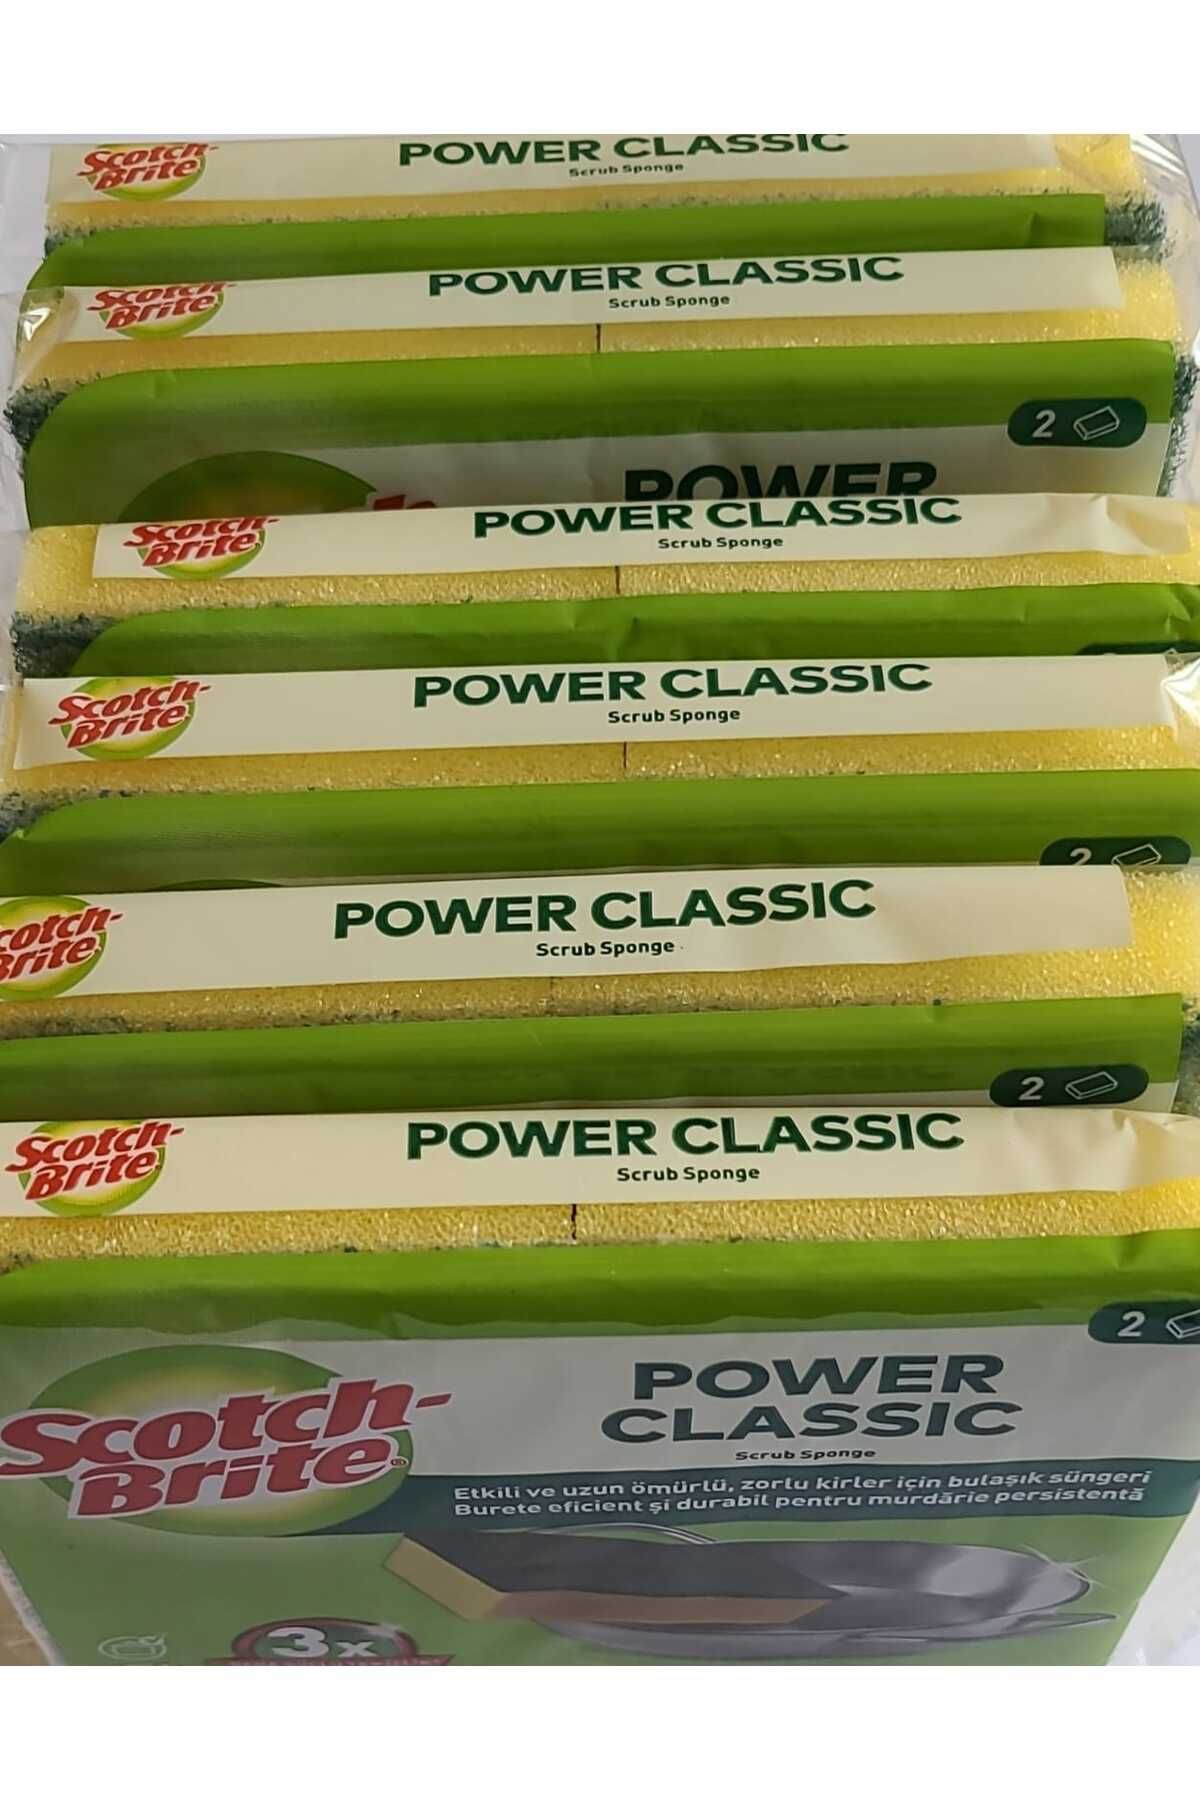 Scotch-
Brite
POWER CLASSIC
Scrub Sponge
Scotch-
Brite
POWER CLASSIC
Scrub Sponge
2
POWER
Scotch-
Brite
POWER CLASSIC
Scrub Sponge
Scotch-
Brite
POWER CLASSIC
Scrub Sponge
2
Scotch-
Brite
POWER CLASSIC
Scrub Sponge
2
Scotch-
Brite
POWER CLASSIC
Scrub Sponge
2
Scotch-
Brite®
POWER
CLASSIC
Scrub Sponge
Etkili ve uzun ömürlü, zorlu kirler için bulaşık süngeri
Burete eficient şi durabil pentru murdărie persistentă
3x